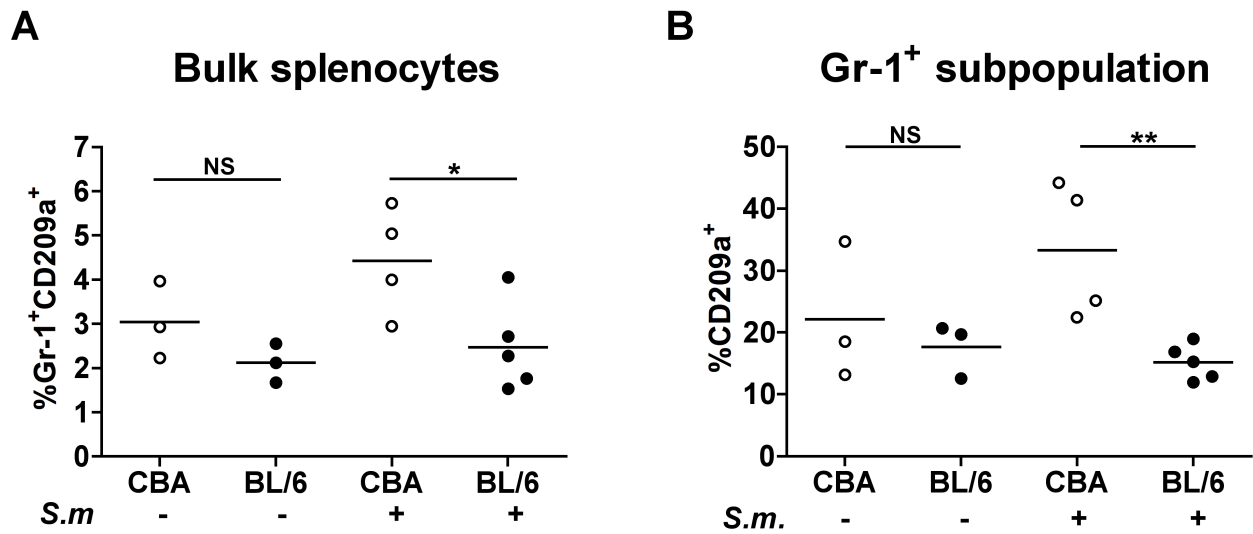 A
Bulk splenocytes
%Gr-1⁺CD209a⁺
7
6
5
4
3
2
1
0
NS
*
CBA BL/6 CBA BL/6
S.m - - + +
B
Gr-1⁺ subpopulation
%CD209a⁺
50
40
30
20
10
0
NS
**
CBA BL/6 CBA BL/6
S.m. - - + +